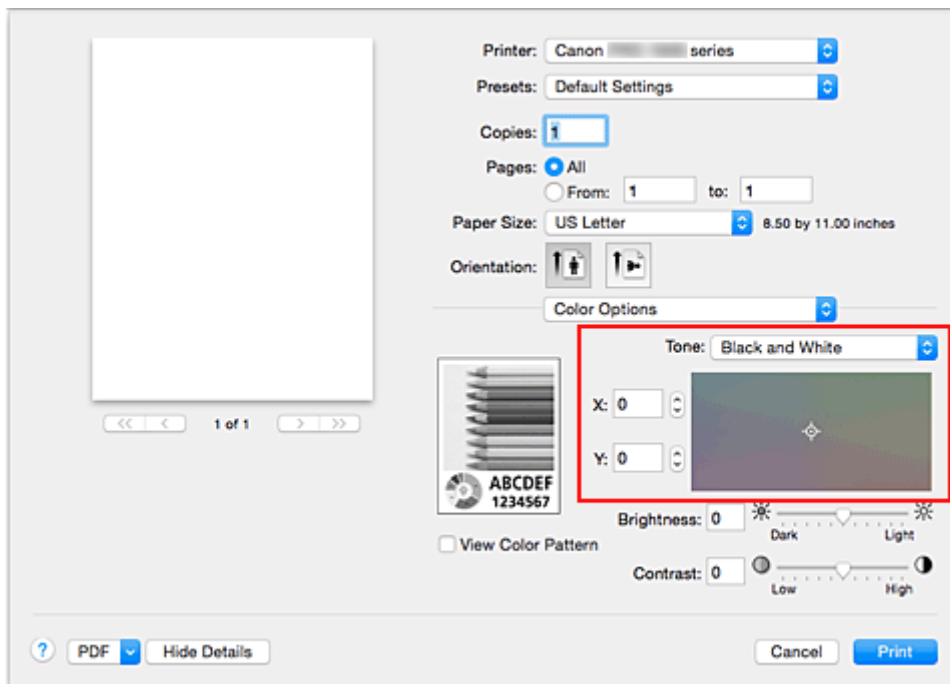 Printer: Canon series
Presets: Default Settings
Copies: 1
Pages: All
From: 1 to: 1
Paper Size: US Letter 8.50 by 11.00 inches
Orientation:
Color Options
Tone: Black and White
X: 0
Y: 0
ABCDEF
1234567
Brightness: 0
Dark Light
View Color Pattern
Contrast: 0
Low High
<< < 1 of 1 > >>
? PDF Hide Details Cancel Print